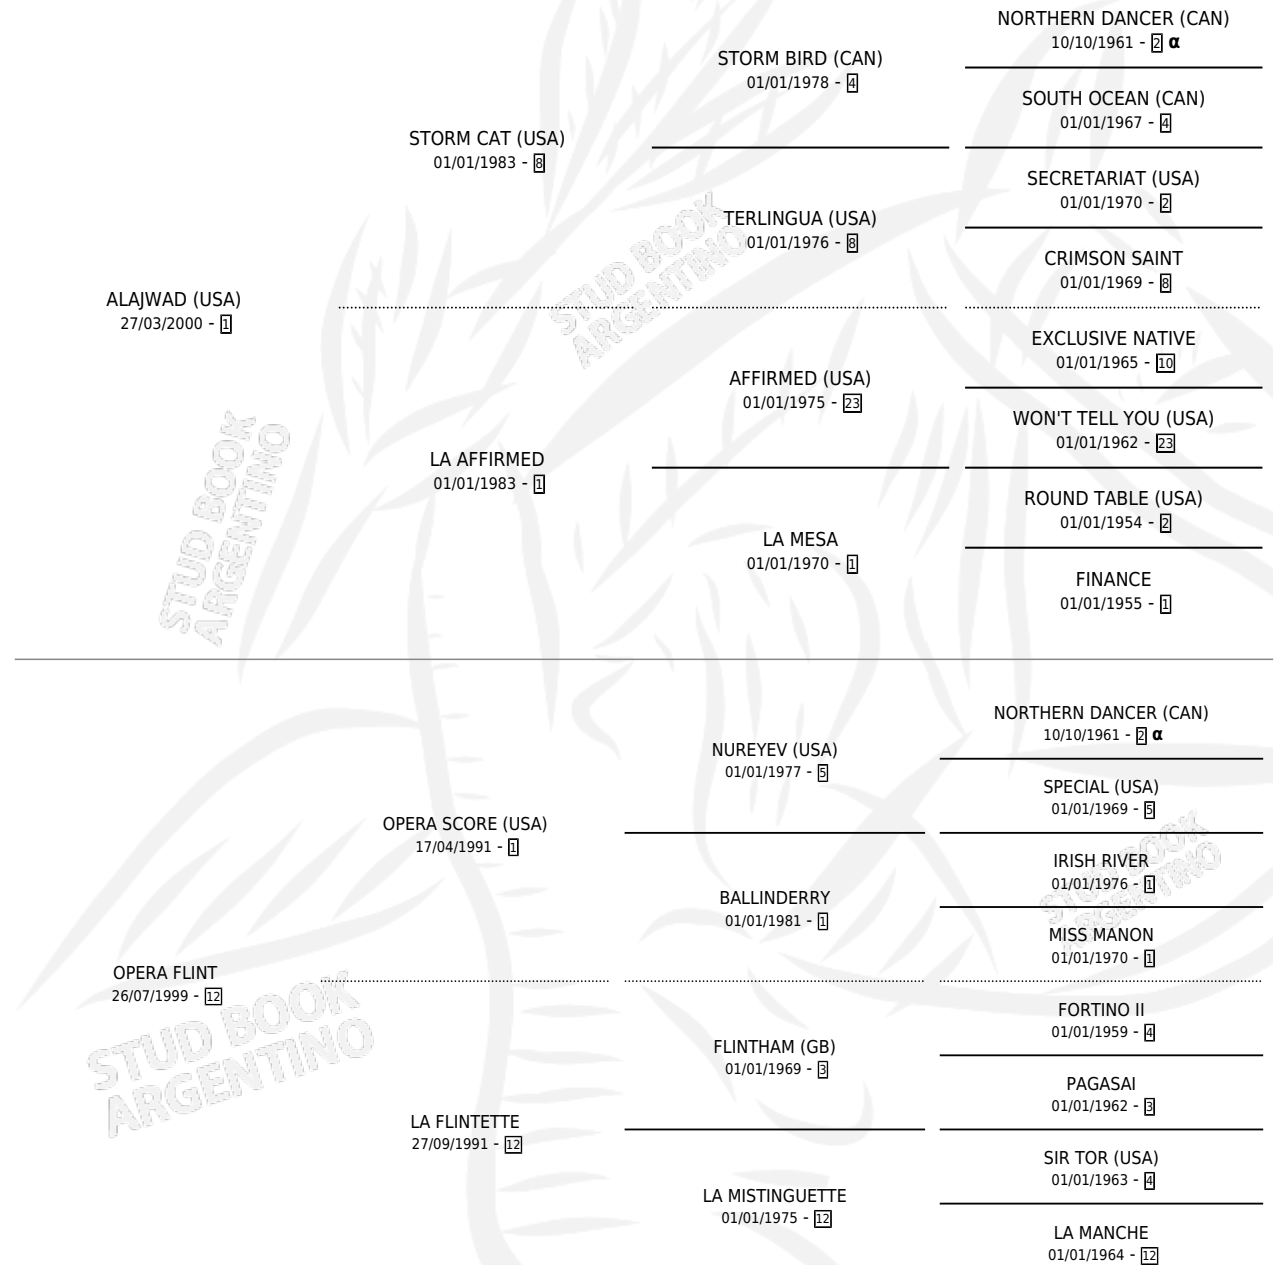 NORTHERN DANCER (CAN)
10/10/1961 - 2 α
STORM BIRD (CAN)
01/01/1978 - 4
SOUTH OCEAN (CAN)
01/01/1967 - 4
STORM CAT (USA)
01/01/1983 - 8
SECRETARIAT (USA)
01/01/1970 - 2
TERLINGUA (USA)
01/01/1976 - 8
CRIMSON SAINT
01/01/1969 - 8
ALAJWAD (USA)
27/03/2000 - 1
EXCLUSIVE NATIVE
01/01/1965 - 10
AFFIRMED (USA)
01/01/1975 - 23
WON'T TELL YOU (USA)
01/01/1962 - 23
LA AFFIRMED
01/01/1983 - 1
ROUND TABLE (USA)
01/01/1954 - 2
LA MESA
01/01/1970 - 1
FINANCE
01/01/1955 - 1
NORTHERN DANCER (CAN)
10/10/1961 - 2 α
NUREYEV (USA)
01/01/1977 - 5
SPECIAL (USA)
01/01/1969 - 5
OPERA SCORE (USA)
17/04/1991 - 1
IRISH RIVER
01/01/1976 - 1
BALLINDERRY
01/01/1981 - 1
MISS MANON
01/01/1970 - 1
OPERA FLINT
26/07/1999 - 12
FORTINO II
01/01/1959 - 4
FLINTHAM (GB)
01/01/1969 - 3
PAGASAI
01/01/1962 - 3
LA FLINTETTE
27/09/1991 - 12
SIR TOR (USA)
01/01/1963 - 4
LA MISTINGUETTE
01/01/1975 - 12
LA MANCHE
01/01/1964 - 12
STUD BOOK
ARGENTINO
STUD BOOK
ARGENTINO
STUD BOOK
ARGENTINO
STUD BOOK
ARGENTINO